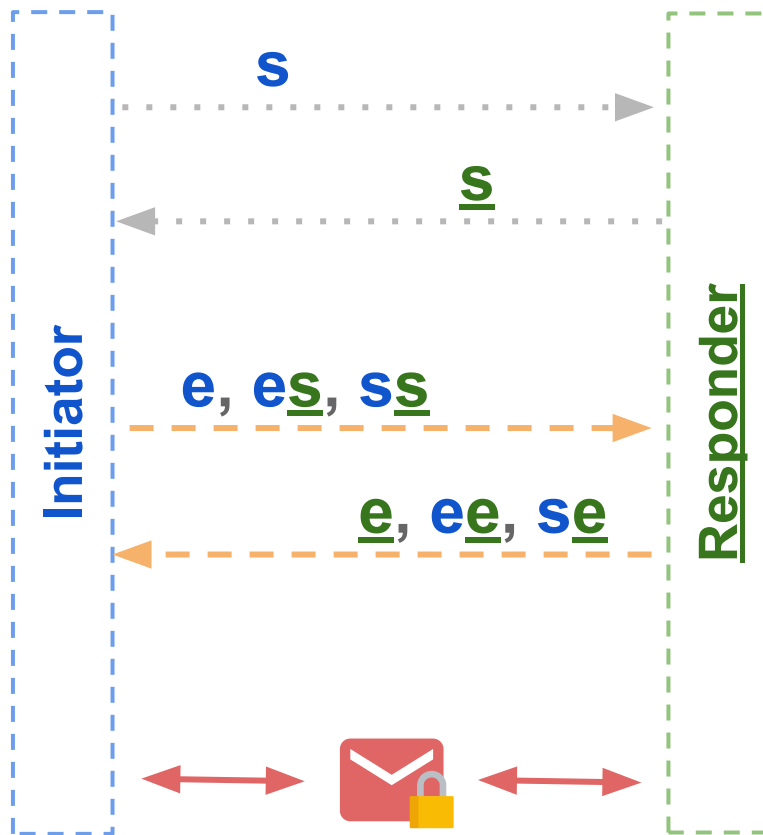 s
s
Initiator
Responder
e, es, ss
e, ee, se